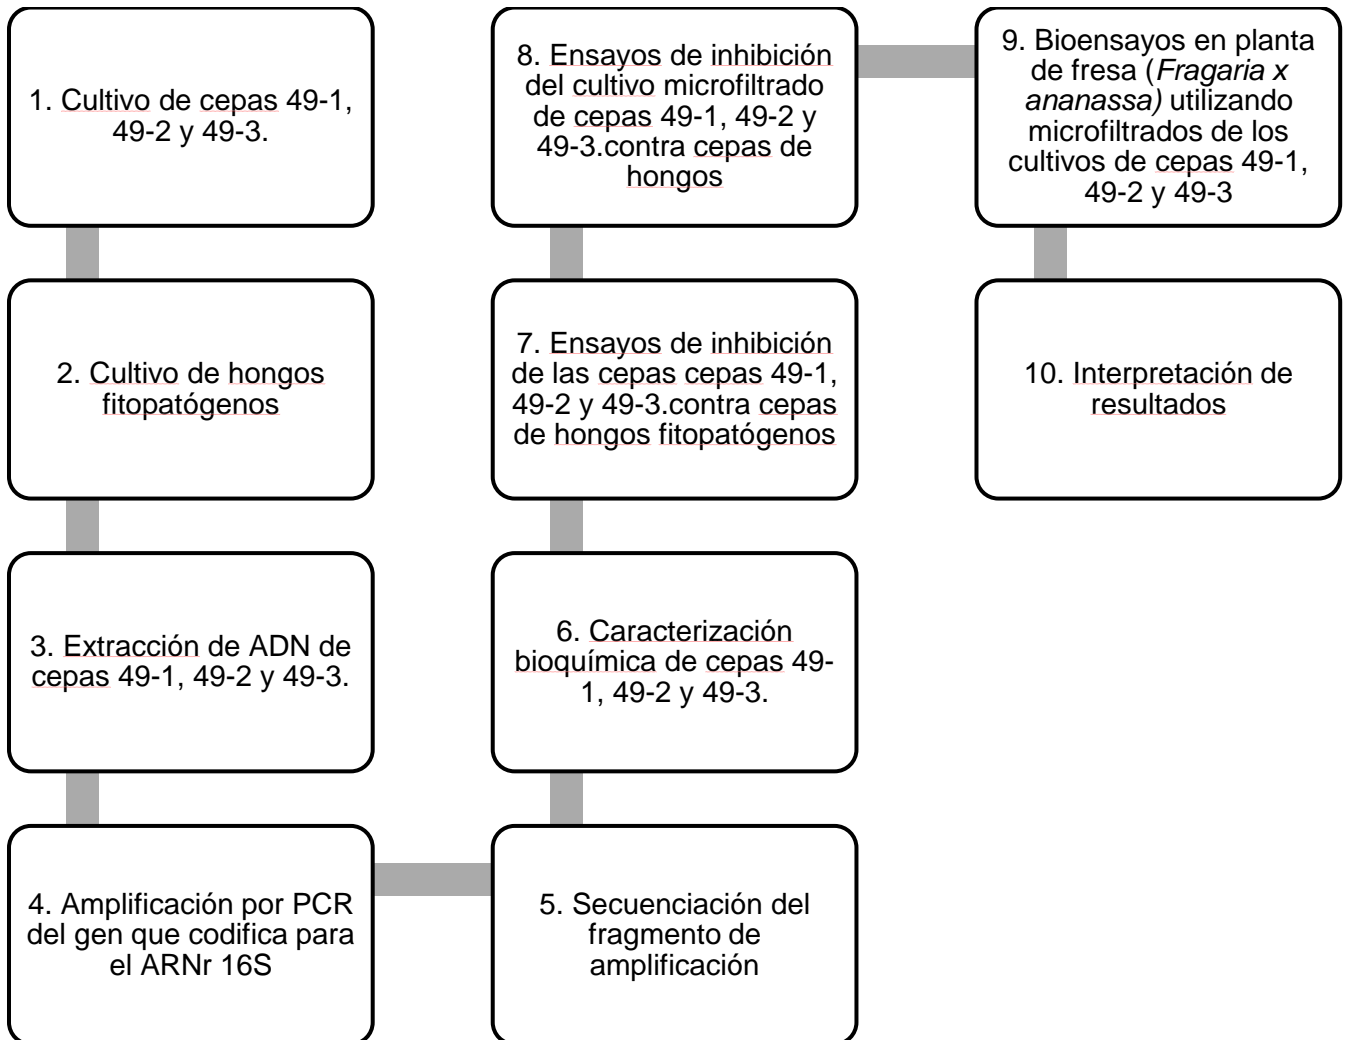 1. Cultivo de cepas 49-1,
49-2 y 49-3.
2. Cultivo de hongos
fitopatógenos
3. Extracción de ADN de
cepas 49-1, 49-2 y 49-3.
4. Amplificación por PCR
del gen que codifica para
el ARNr 16S
5. Secuenciación del
fragmento de
amplificación
6. Caracterización
bioquímica de cepas 49-
1, 49-2 y 49-3.
7. Ensayos de inhibición
de las cepas cepas 49-1,
49-2 y 49-3.contra cepas
de hongos fitopatógenos
8. Ensayos de inhibición
del cultivo microfiltrado
de cepas 49-1, 49-2 y
49-3.contra cepas de
hongos
9. Bioensayos en planta
de fresa (Fragaria x
ananassa) utilizando
microfiltrados de los
cultivos de cepas 49-1,
49-2 y 49-3
10. Interpretación de
resultados